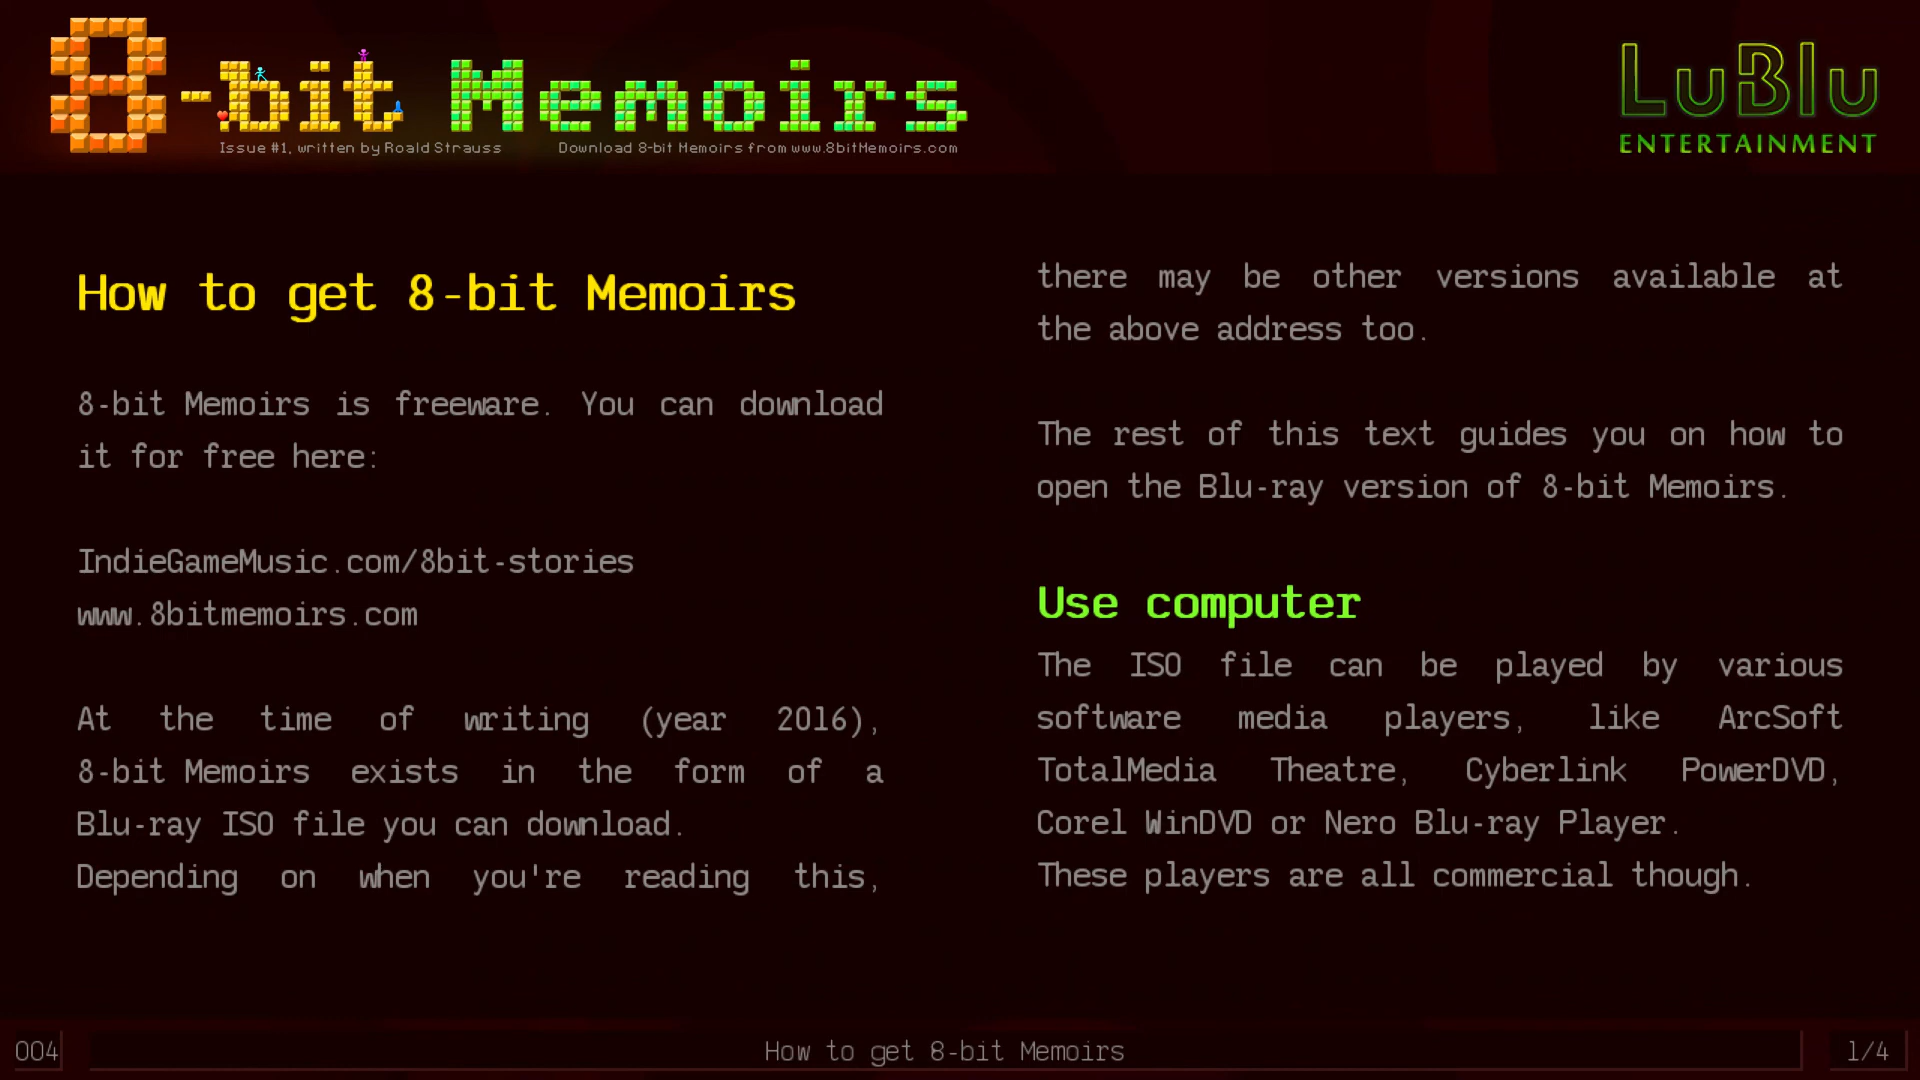 8-bit Memoirs
Issue #1, written by Roald Strauss
Download 8-bit Memoirs from www.8bitMemoirs.com
LuBlu
ENTERTAINMENT
How to get 8-bit Memoirs
8-bit Memoirs is freeware. You can download
it for free here:
IndieGameMusic.com/8bit-stories
www.8bitmemoirs.com
At the time of writing (year 2016),
8-bit Memoirs exists in the form of a
Blu-ray ISO file you can download.
Depending on when you're reading this,
there may be other versions available at
the above address too.
The rest of this text guides you on how to
open the Blu-ray version of 8-bit Memoirs.
Use computer
The ISO file can be played by various
software media players, like ArcSoft
TotalMedia Theatre, Cyberlink PowerDVD,
Corel WinDVD or Nero Blu-ray Player.
These players are all commercial though.
004
How to get 8-bit Memoirs
1/4